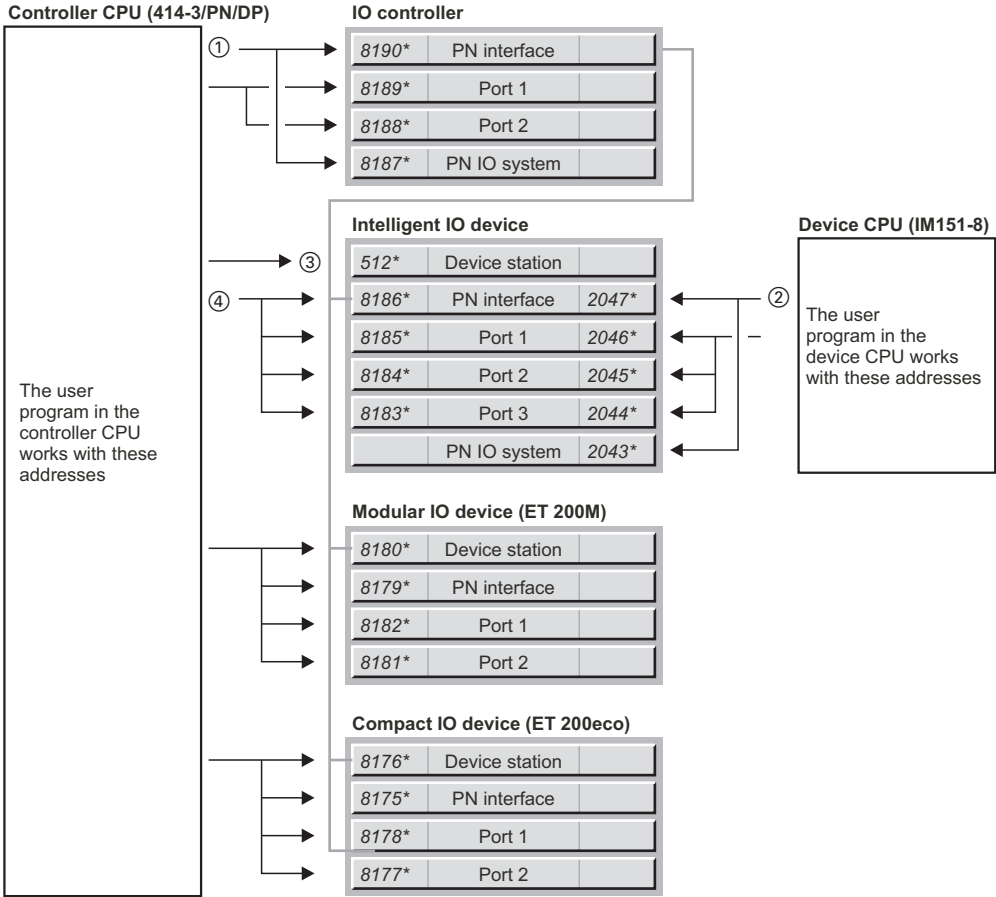 Controller CPU (414-3/PN/DP)
IO controller
①
8190* PN interface
8189* Port 1
8188* Port 2
8187* PN IO system
Intelligent IO device
Device CPU (IM151-8)
③
512* Device station
④
8186* PN interface 2047*
②
8185* Port 1 2046*
8184* Port 2 2045*
8183* Port 3 2044*
PN IO system 2043*
The user
program in the
device CPU works
with these addresses
The user
program in the
controller CPU
works with these
addresses
Modular IO device (ET 200M)
8180* Device station
8179* PN interface
8182* Port 1
8181* Port 2
Compact IO device (ET 200eco)
8176* Device station
8175* PN interface
8178* Port 1
8177* Port 2